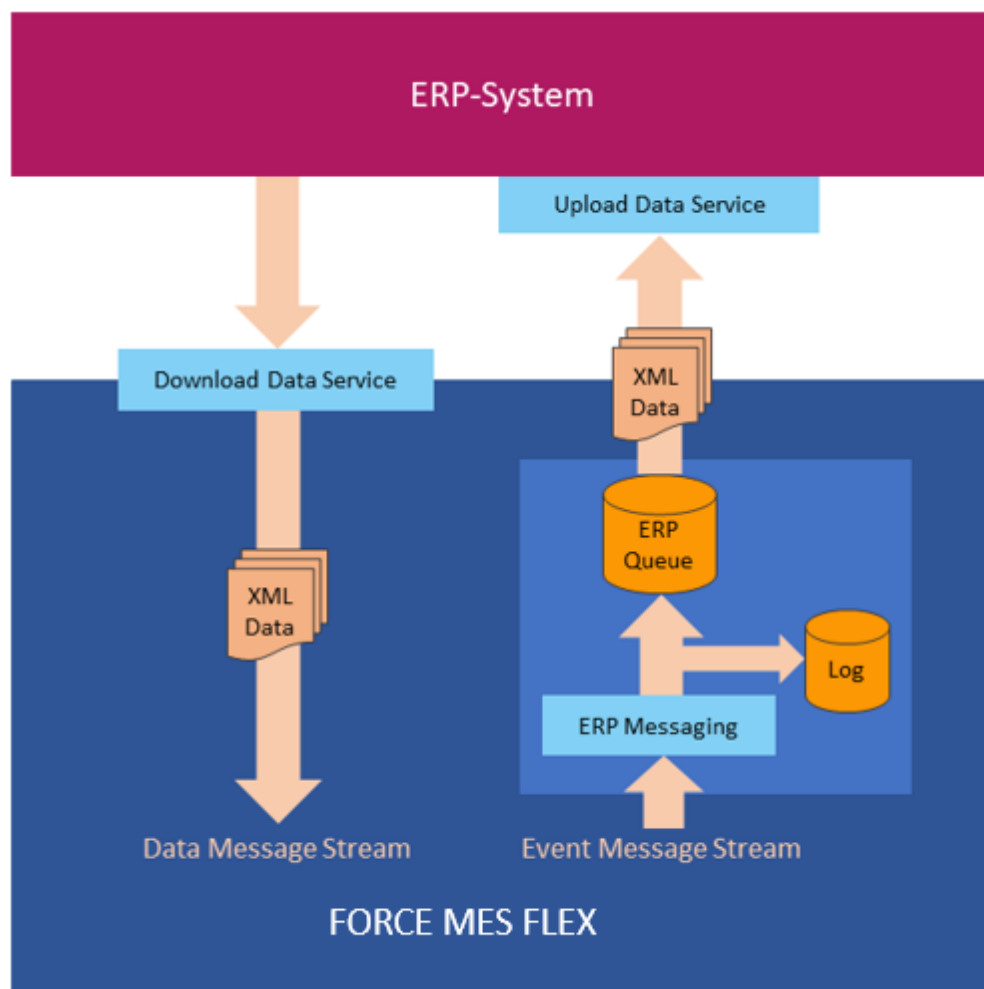 ERP-System
Upload Data Service
Download Data Service
XML
Data
ERP
Queue
XML
Data
Log
ERP Messaging
Data Message Stream
Event Message Stream
FORCE MES FLEX